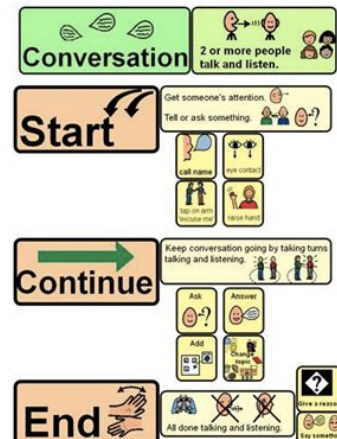 Conversation
2 or more people
talk and listen.
Start
Get someone's attention.
Tell or ask something.
call name
eye contact
tap on arm
"excuse me"
raise hand
Continue
Keep conversation going by taking turns
talking and listening.
Ask
Answer
Add
Change
topic
End
All done talking and listening.
Give a reason
Say somethin